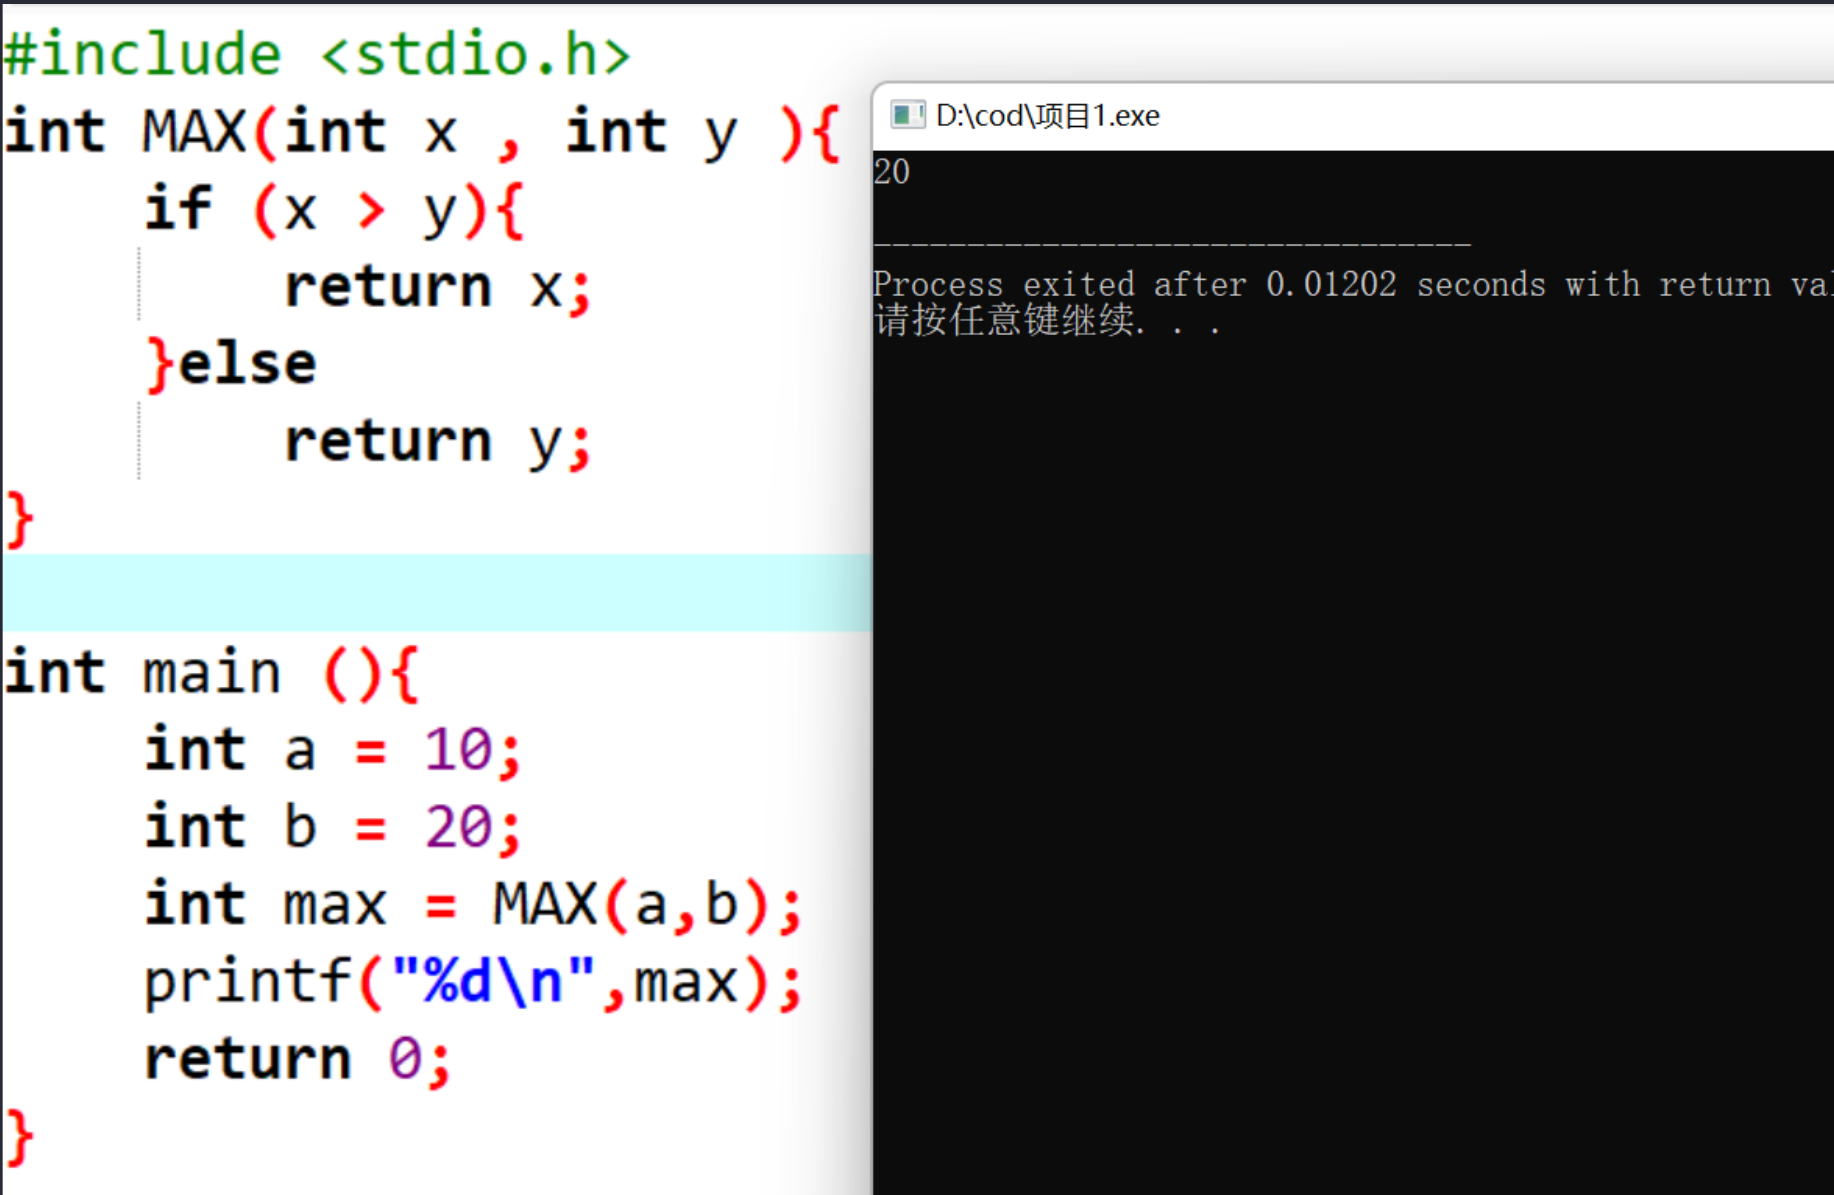 #include <stdio.h>
int MAX(int x , int y ){
    if (x > y){
        return x;
    }else
        return y;
}

int main (){
    int a = 10;
    int b = 20;
    int max = MAX(a,b);
    printf("%d\n",max);
    return 0;
}
D:\cod\项目1.exe
20
--------------------------------
Process exited after 0.01202 seconds with return val
请按任意键继续. . .